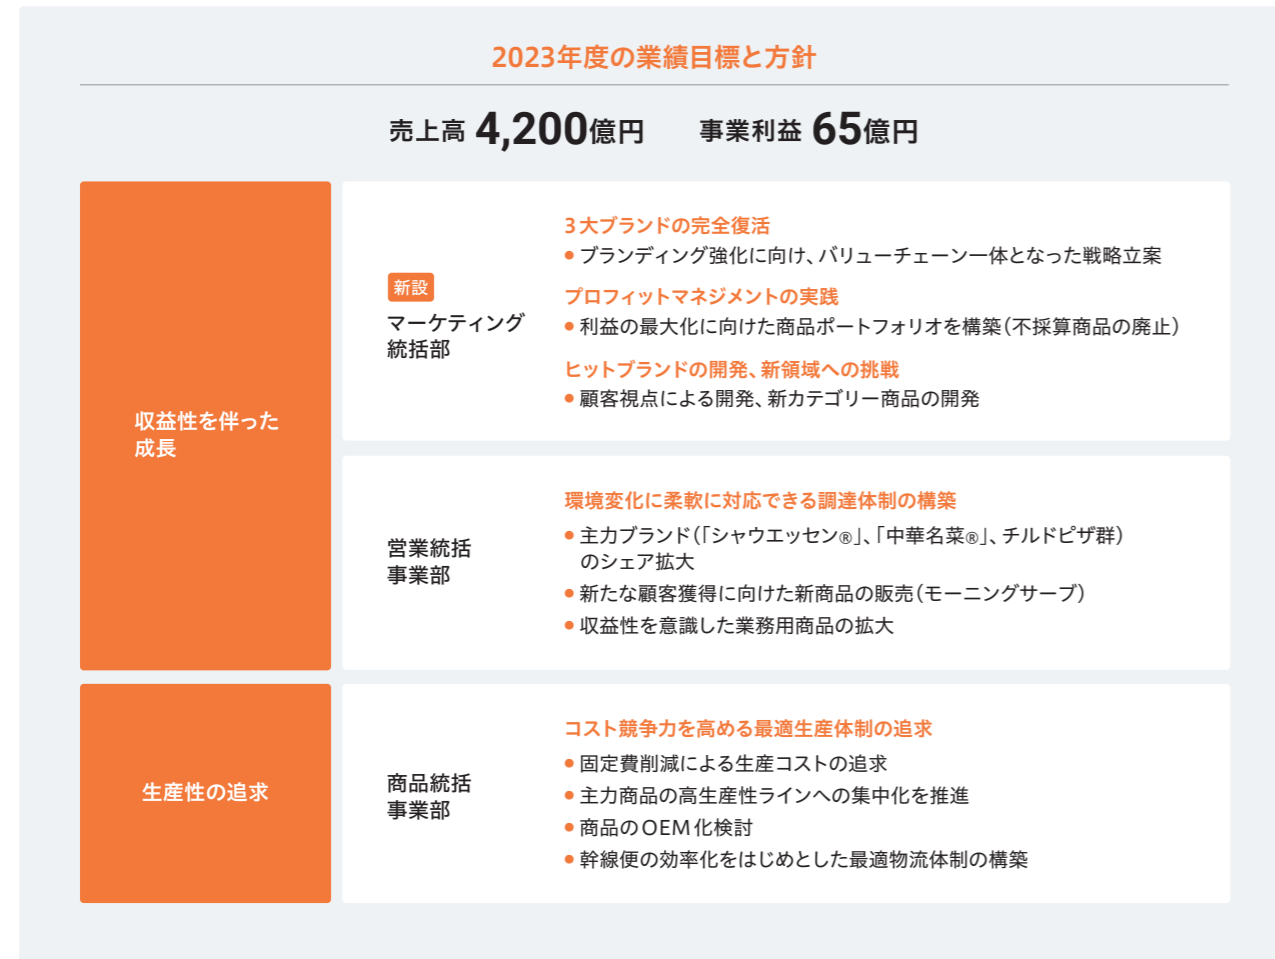 2023年度の業績目標と方針
売上高 4,200億円 事業利益 65億円
収益性を伴った
成長
新設
マーケティング
統括部
3大ブランドの完全復活
● ブランディング強化に向け、バリューチェーン一体となった戦略立案
プロフィットマネジメントの実践
● 利益の最大化に向けた商品ポートフォリオを構築（不採算商品の廃止）
ヒットブランドの開発、新領域への挑戦
● 顧客視点による開発、新カテゴリー商品の開発
営業統括
事業部
環境変化に柔軟に対応できる調達体制の構築
● 主力ブランド（「シャウエッセン®」、「中華名菜®」、チルドピザ群）
のシェア拡大
● 新たな顧客獲得に向けた新商品の販売（モーニングサーブ）
● 収益性を意識した業務用商品の拡大
生産性の追求
商品統括
事業部
コスト競争力を高める最適生産体制の追求
● 固定費削減による生産コストの追求
● 主力商品の高生産性ラインへの集中化を推進
● 商品のOEM化検討
● 幹線便の効率化をはじめとした最適物流体制の構築